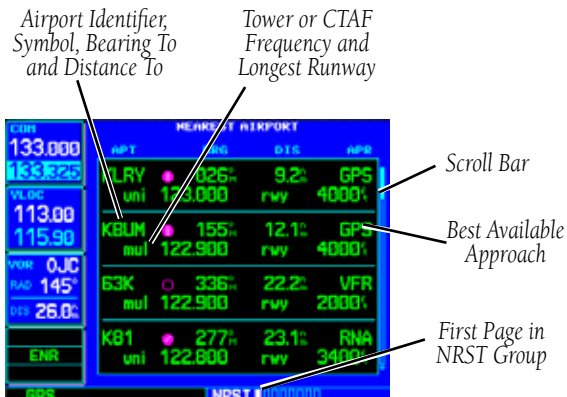 Airport Identifier,
Symbol, Bearing To
and Distance To
Tower or CTAF
Frequency and
Longest Runway
COM
133.000
133.325
VLOC
113.00
115.90
VOR OJC
RAD 145°
DIS 26.0
ENR
GPS
NEAREST AIRPORT
APT BRG DIS APR
KLRY 026° 9.2 GPS
uni 123.000 rwy 4000
KBUM 155° 12.1 GPS
mul 122.900 rwy 4000
63K 336° 22.2 VFR
mul 122.900 rwy 2000
K81 277° 23.1 RNA
uni 122.800 rwy 3400
NRST
Scroll Bar
Best Available
Approach
First Page in
NRST Group